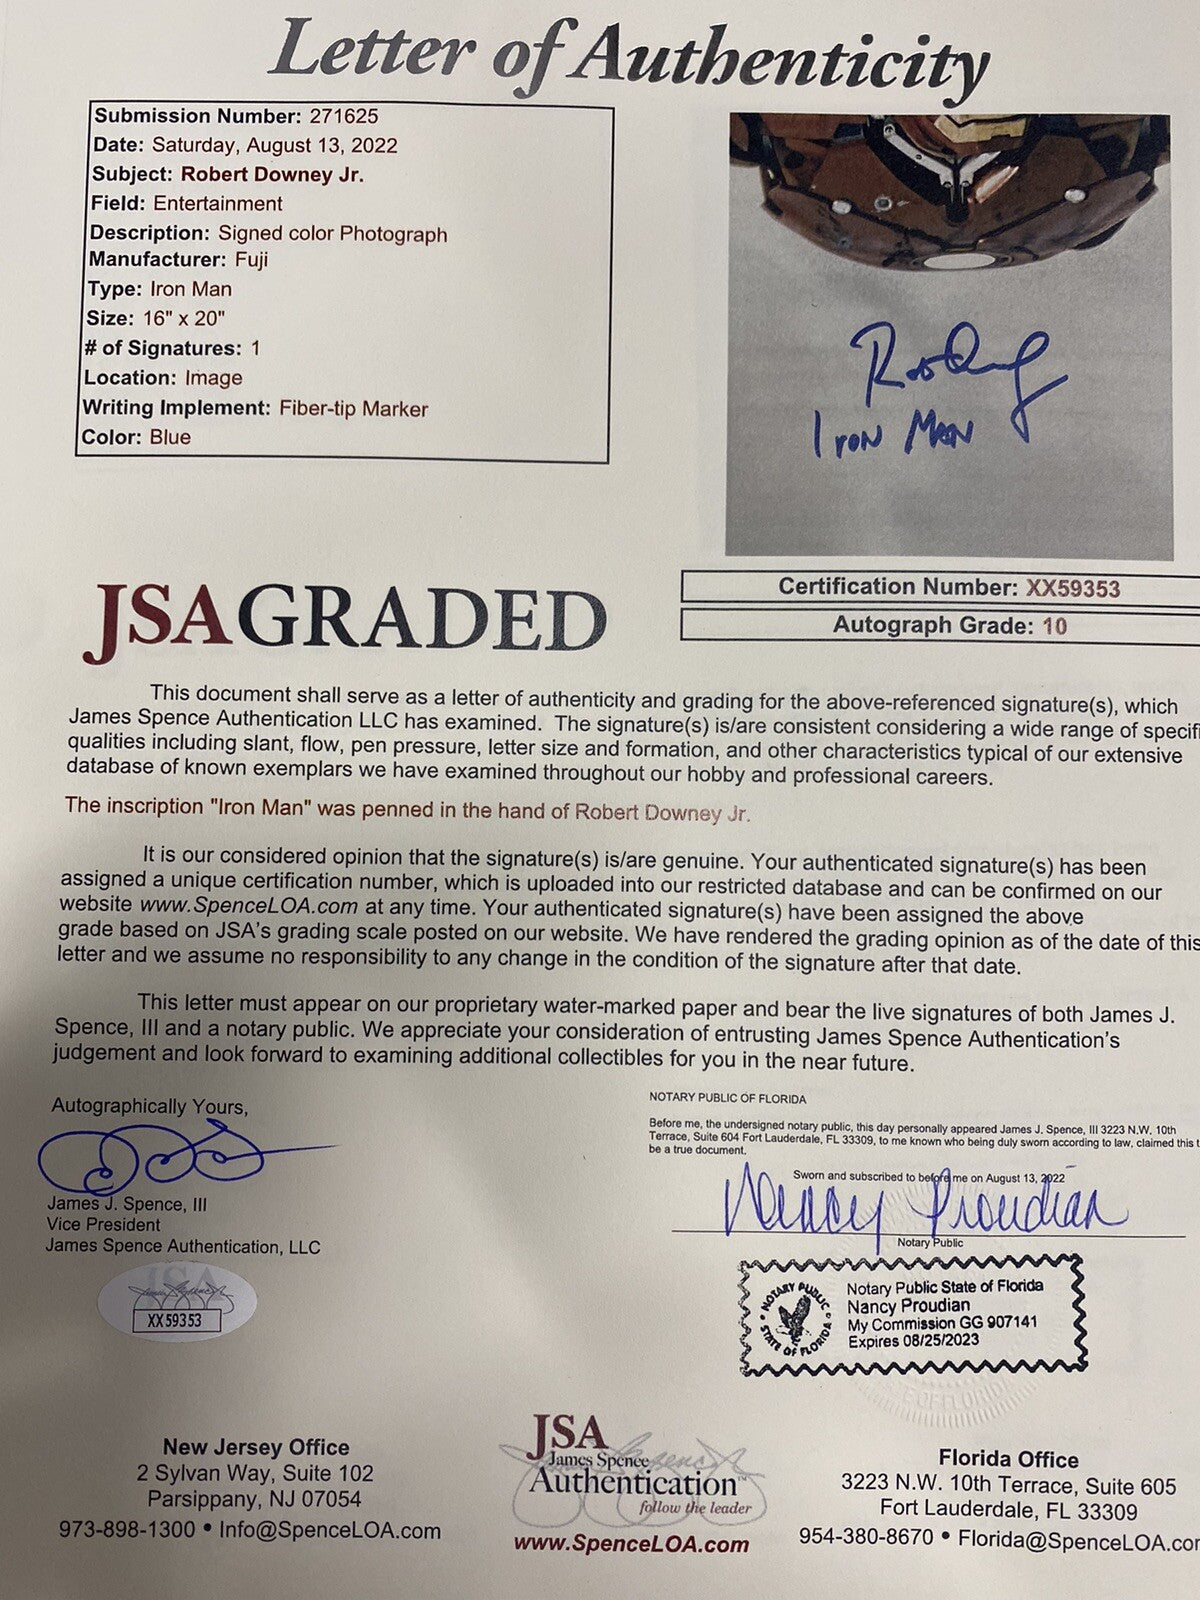 Letter of Authenticity
Submission Number: 271625
Date: Saturday, August 13, 2022
Subject: Robert Downey Jr.
Field: Entertainment
Description: Signed color Photograph
Manufacturer: Fuji
Type: Iron Man
Size: 16" x 20"
# of Signatures: 1
Location: Image
Writing Implement: Fiber-tip Marker
Color: Blue
Iron Man
JSAGRADED
Certification Number: XX59353
Autograph Grade: 10
This document shall serve as a letter of authenticity and grading for the above-referenced signature(s), which
James Spence Authentication LLC has examined. The signature(s) is/are consistent considering a wide range of specifi
qualities including slant, flow, pen pressure, letter size and formation, and other characteristics typical of our extensive
database of known exemplars we have examined throughout our hobby and professional careers.
The inscription "Iron Man" was penned in the hand of Robert Downey Jr.
It is our considered opinion that the signature(s) is/are genuine. Your authenticated signature(s) has been
assigned a unique certification number, which is uploaded into our restricted database and can be confirmed on our
website www.SpenceLOA.com at any time. Your authenticated signature(s) have been assigned the above
grade based on JSA's grading scale posted on our website. We have rendered the grading opinion as of the date of this
letter and we assume no responsibility to any change in the condition of the signature after that date.
This letter must appear on our proprietary water-marked paper and bear the live signatures of both James J.
Spence, III and a notary public. We appreciate your consideration of entrusting James Spence Authentication's
judgement and look forward to examining additional collectibles for you in the near future.
Autographically Yours,
James J. Spence, III
Vice President
James Spence Authentication, LLC
JSA
XX59353
NOTARY PUBLIC OF FLORIDA
Before me, the undersigned notary public, this day personally appeared James J. Spence, III 3223 N.W. 10th
Terrace, Suite 604 Fort Lauderdale, FL 33309, to me known who being duly sworn according to law, claimed this t
be a true document.
Sworn and subscribed to before me on August 13, 2022
Nancy Proudian
Notary Public
NOTARY PUBLIC
STATE OF FLORIDA
Notary Public State of Florida
Nancy Proudian
My Commission GG 907141
Expires 08/25/2023
New Jersey Office
2 Sylvan Way, Suite 102
Parsippany, NJ 07054
973-898-1300 • Info@SpenceLOA.com
JSA
James Spence
Authentication™
follow the leader
www.SpenceLOA.com
Florida Office
3223 N.W. 10th Terrace, Suite 605
Fort Lauderdale, FL 33309
954-380-8670 • Florida@SpenceLOA.cor